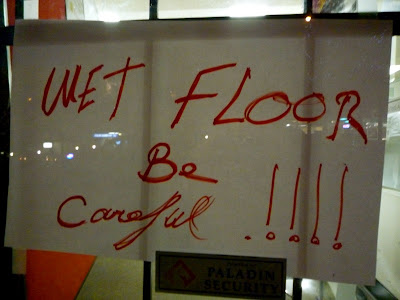 WET FLOOR
Be
Careful !!!!
PALADIN
SECURITY